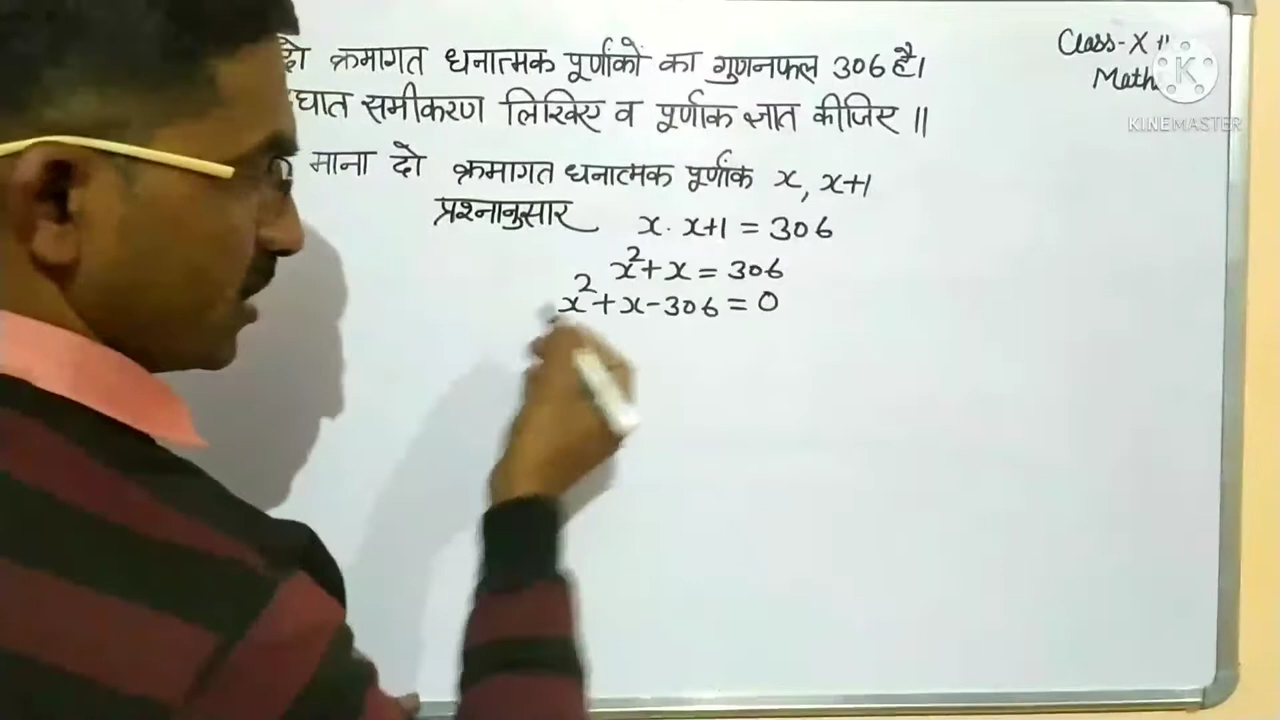 दो क्रमागत धनात्मक पूर्णांकों का गुणनफल 306 है।
घात समीकरण लिखिए व पूर्णांक ज्ञात कीजिए ॥
माना दो क्रमागत धनात्मक पूर्णांक x, x+1
प्रश्नानुसार x · x+1 = 306
x² + x = 306
x² + x - 306 = 0
Class-X
Math
KINEMASTER